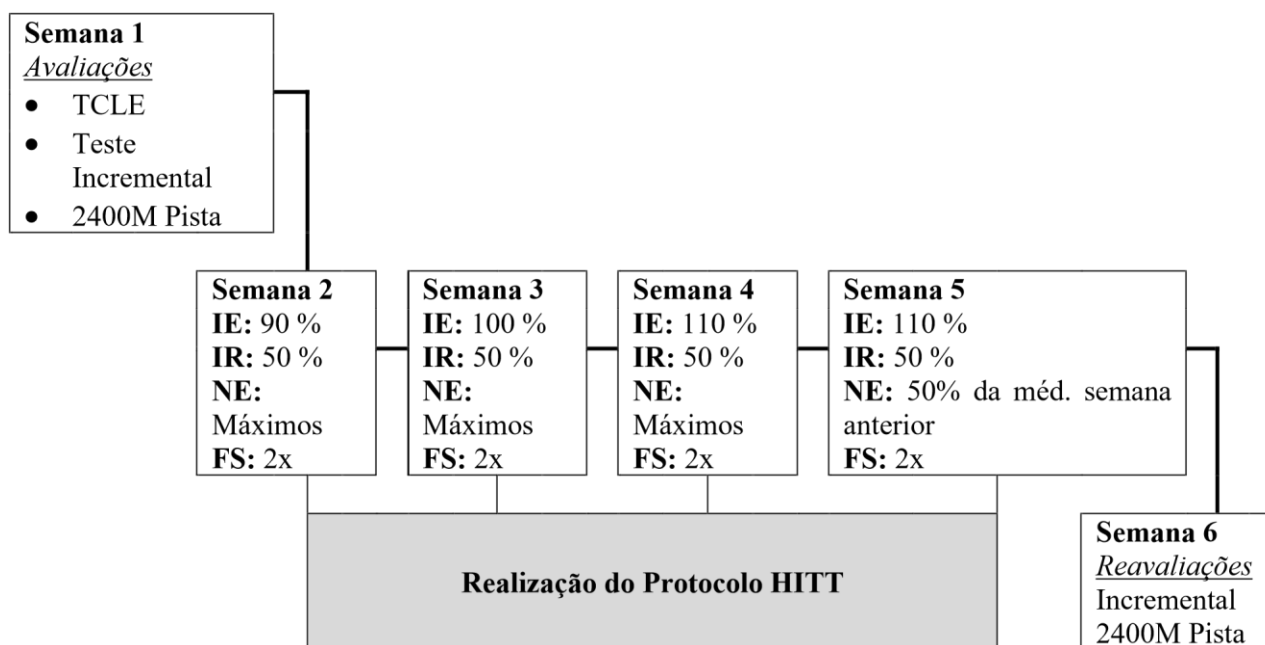 Semana 1
Avaliações
● TCLE
● Teste
Incremental
● 2400M Pista
Semana 2
IE: 90 %
IR: 50 %
NE:
Máximos
FS: 2x
Semana 3
IE: 100 %
IR: 50 %
NE:
Máximos
FS: 2x
Semana 4
IE: 110 %
IR: 50 %
NE:
Máximos
FS: 2x
Semana 5
IE: 110 %
IR: 50 %
NE: 50% da méd. semana
anterior
FS: 2x
Realização do Protocolo HITT
Semana 6
Reavaliações
Incremental
2400M Pista